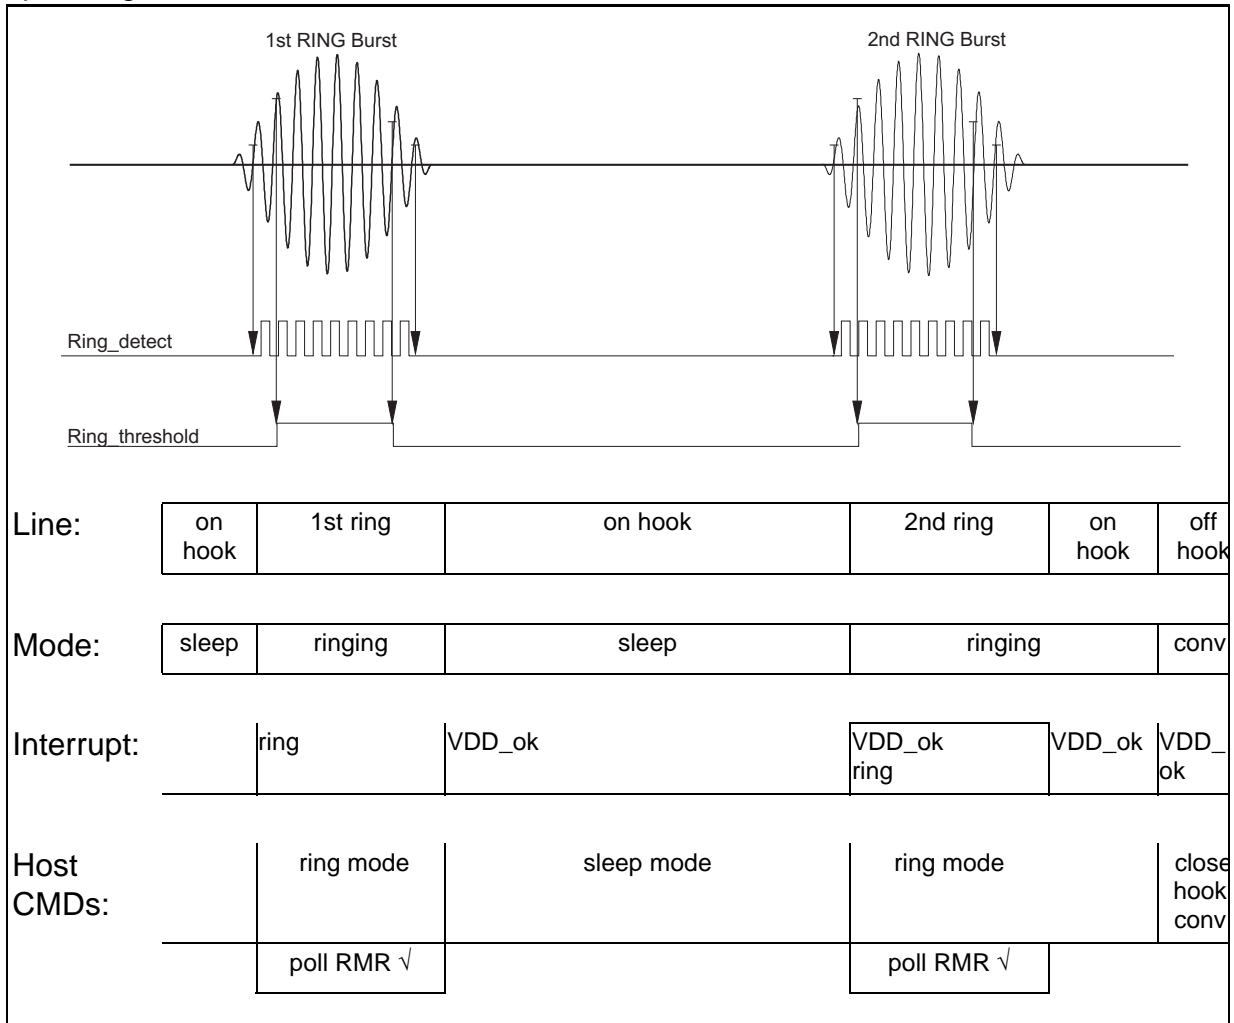 1st RING Burst
2nd RING Burst
Ring_detect
Ring_threshold
Line:
on
hook
1st ring
on hook
2nd ring
on
hook
off
hook
Mode:
sleep
ringing
sleep
ringing
conv
Interrupt:
ring
VDD_ok
VDD_ok
ring
VDD_ok
VDD_
ok
Host
CMDs:
ring mode
sleep mode
ring mode
close
hook
conv
poll RMR √
poll RMR √